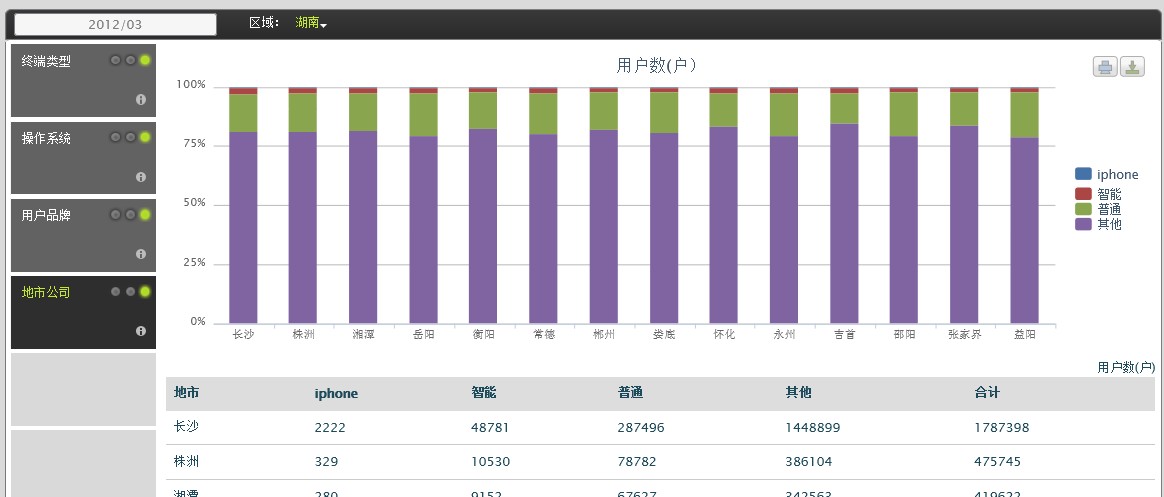 2012/03 区域: 湖南
终端类型
操作系统
用户品牌
地市公司
用户数(户)
100%
75%
50%
25%
0%
长沙 株洲 湘潭 岳阳 衡阳 常德 郴州 娄底 怀化 永州 吉首 邵阳 张家界 益阳
iphone
智能
普通
其他
用户数(户)
地市 iphone 智能 普通 其他 合计
长沙 2222 48781 287496 1448899 1787398
株洲 329 10530 78782 386104 475745
湘潭 280 9152 67627 342563 419622